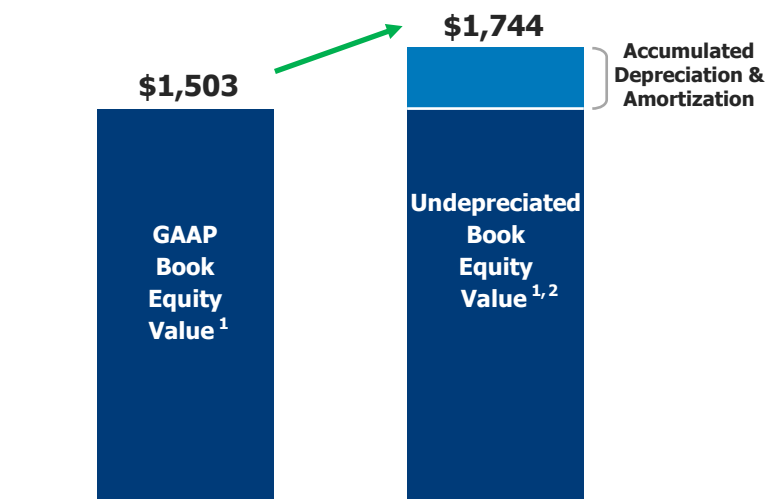 $1,503
GAAP
Book
Equity
Value 1
$1,744
Undepreciated
Book
Equity
Value 1, 2
Accumulated
Depreciation &
Amortization